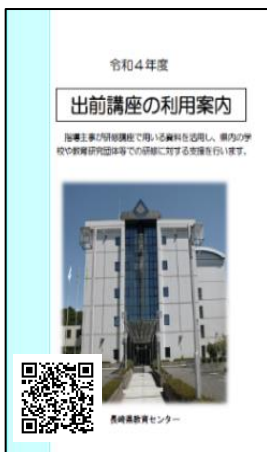 令和4年度
出前講座の利用案内
指導主事が研修講座で用いる資料を活用し、県内の学
校や教育研究団体等での研修に対する支援を行います。
長崎県教育センター